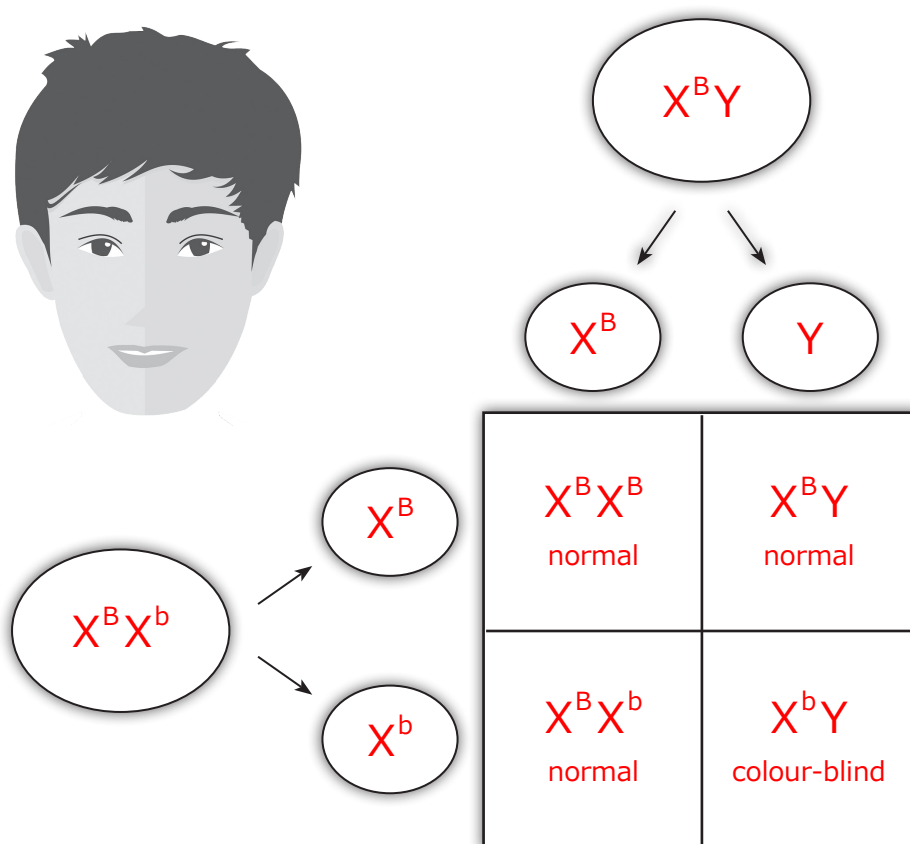 XᴮY
Xᴮ Y
Xᴮ
XᴮXᵇ
Xᵇ
XᴮXᴮ
normal
XᴮY
normal
XᴮXᵇ
normal
XᵇY
colour-blind